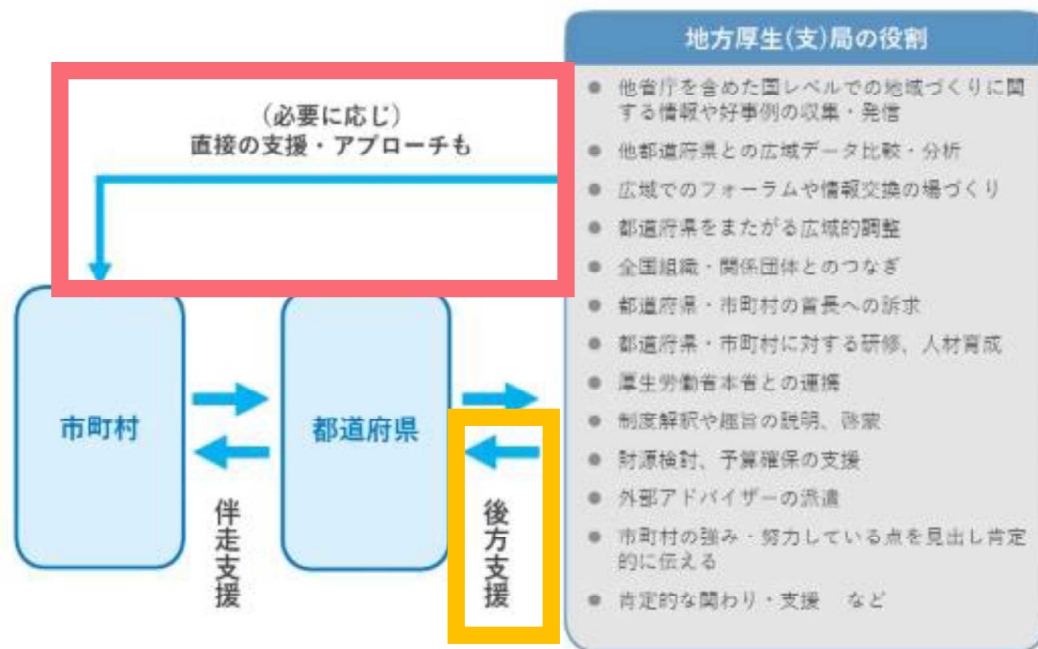 地方厚生(支)局の役割
(必要に応じ)
直接の支援・アプローチも
市町村
都道府県
伴走支援
後方支援
● 他省庁を含めた国レベルでの地域づくりに関
する情報や好事例の収集・発信
● 他都道府県との広域データ比較・分析
● 広域でのフォーラムや情報交換の場づくり
● 都道府県をまたがる広域的調整
● 全国組織・関係団体とのつなぎ
● 都道府県・市町村の首長への訴求
● 都道府県・市町村に対する研修、人材育成
● 厚生労働省本省との連携
● 制度解釈や趣旨の説明、啓蒙
● 財源検討、予算確保の支援
● 外部アドバイザーの派遣
● 市町村の強み・努力している点を見出し肯定
的に伝える
● 肯定的な関わり・支援 など